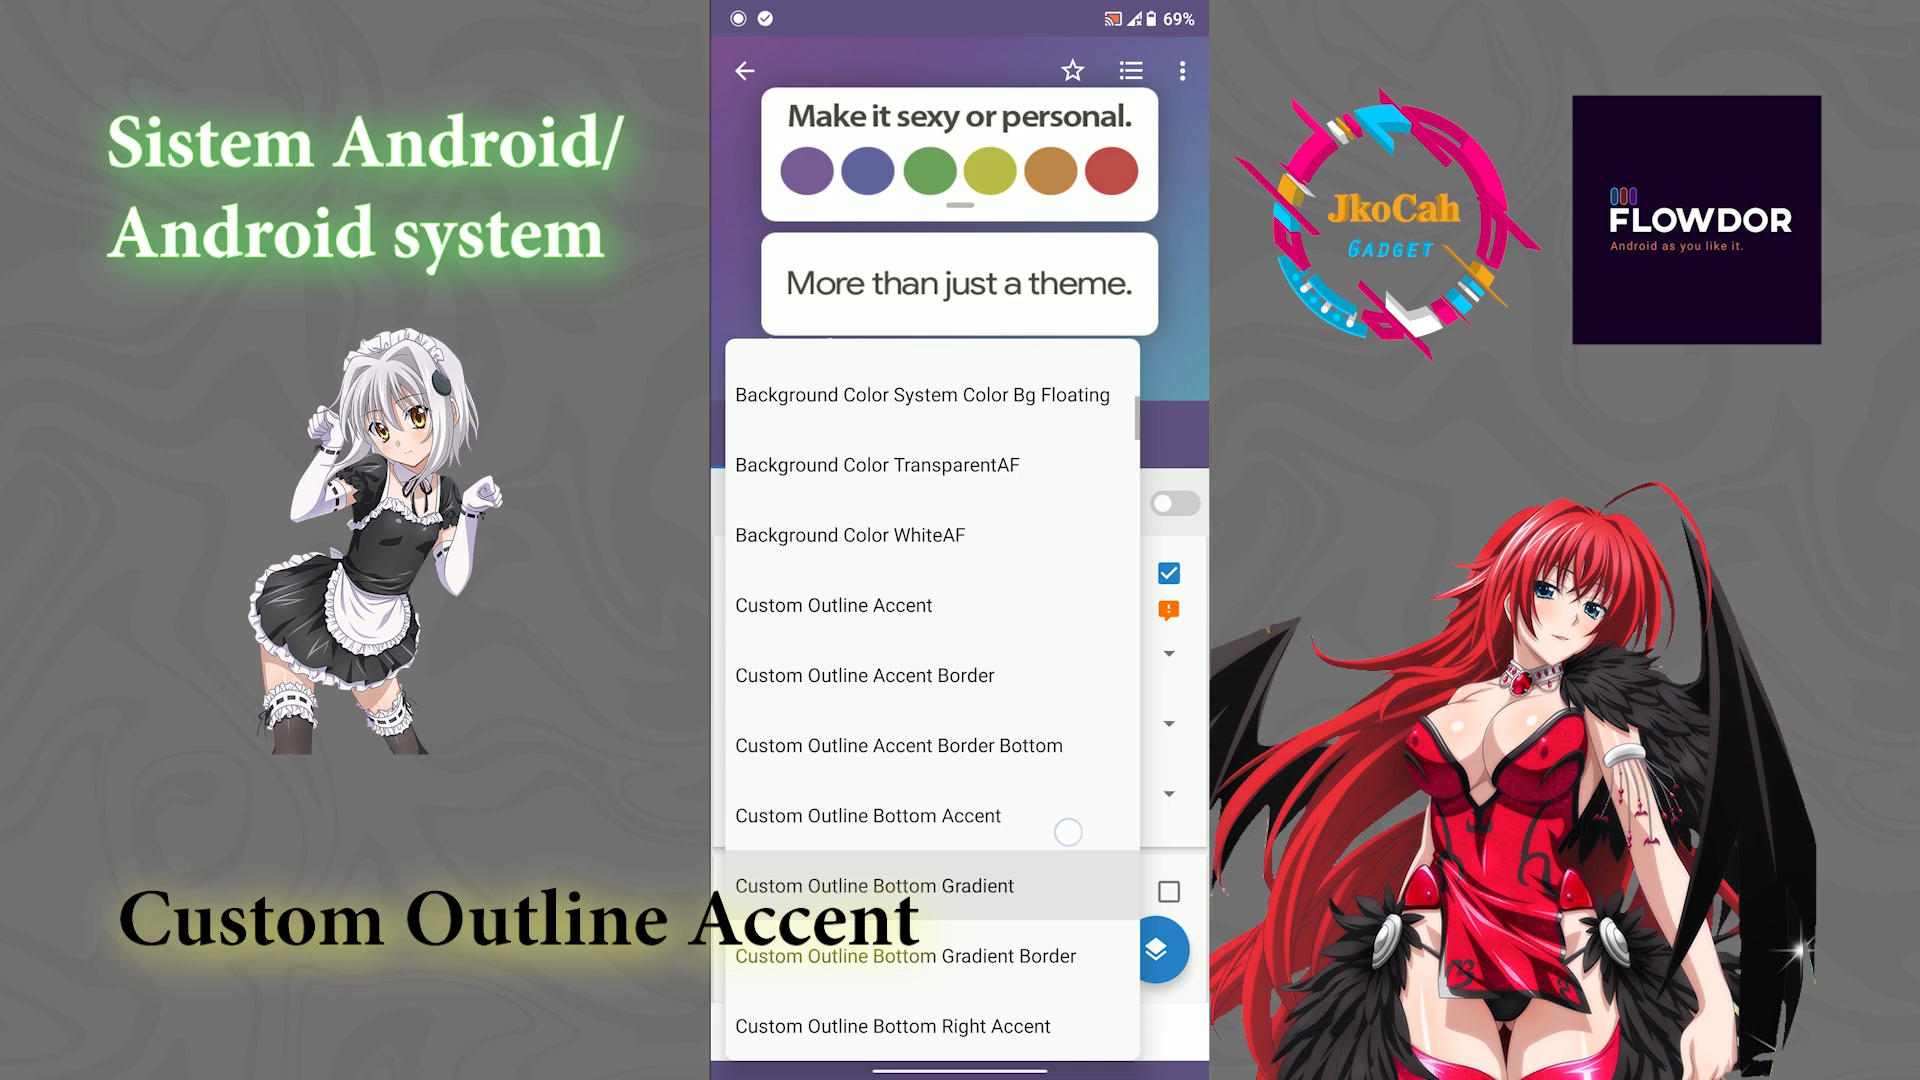 Sistem Android/
Android system
69%
Make it sexy or personal.
More than just a theme.
Background Color System Color Bg Floating
Background Color TransparentAF
Background Color WhiteAF
Custom Outline Accent
Custom Outline Accent Border
Custom Outline Accent Border Bottom
Custom Outline Bottom Accent
Custom Outline Bottom Gradient
Custom Outline Bottom Gradient Border
Custom Outline Bottom Right Accent
Custom Outline Accent
JkoCah
GADGET
FLOWDOR
Android as you like it.